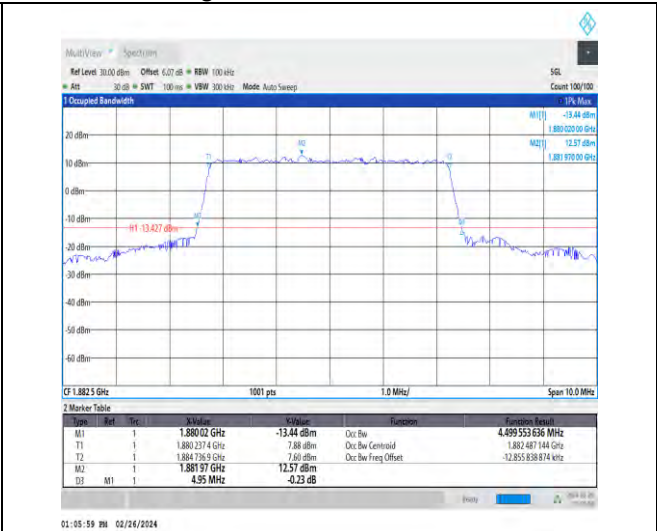 MultiView Spectrum
Ref Level 30.00 dBm Offset 6.07 dB RBW 100 kHz SGL
Att 30 dB SWT 100 ms VBW 300 kHz Mode Auto Sweep Count 100/100
1 Occupied Bandwidth 1Pk Max
M1[1] -13.44 dBm
1.880 020 00 GHz
M2[1] 12.57 dBm
1.881 970 00 GHz
20 dBm
M2
10 dBm T1 T2
0 dBm
-10 dBm M1
H1 -13.427 dBm
-20 dBm
-30 dBm
-40 dBm
-50 dBm
-60 dBm
CF 1.882 5 GHz 1001 pts 1.0 MHz/ Span 10.0 MHz
2 Marker Table
Type Ref Trc X-Value Y-Value Function Function Result
M1 1 1.880 02 GHz -13.44 dBm Occ Bw 4.499 553 636 MHz
T1 1 1.880 237 4 GHz 7.88 dBm Occ Bw Centroid 1.882 487 144 GHz
T2 1 1.884 736 9 GHz 7.60 dBm Occ Bw Freq Offset -12.855 838 874 kHz
M2 1 1.881 97 GHz 12.57 dBm
D3 M1 1 4.95 MHz -0.23 dB
01:05:59 PM 02/26/2024